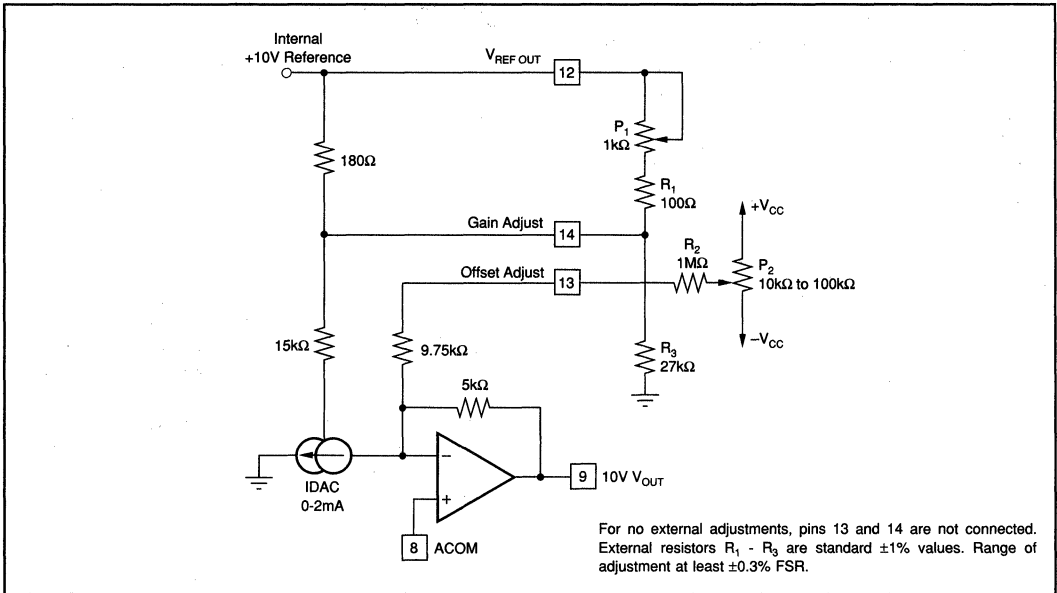 Internal
+10V Reference
V_REF OUT
12
P₁
1kΩ
180Ω
R₁
100Ω
+V_CC
Gain Adjust
14
R₂
1MΩ
P₂
10kΩ to 100kΩ
Offset Adjust
13
–V_CC
15kΩ
9.75kΩ
R₃
27kΩ
5kΩ
–
+
IDAC
0-2mA
9
10V V_OUT
8
ACOM
For no external adjustments, pins 13 and 14 are not connected.
External resistors R₁ - R₃ are standard ±1% values. Range of
adjustment at least ±0.3% FSR.